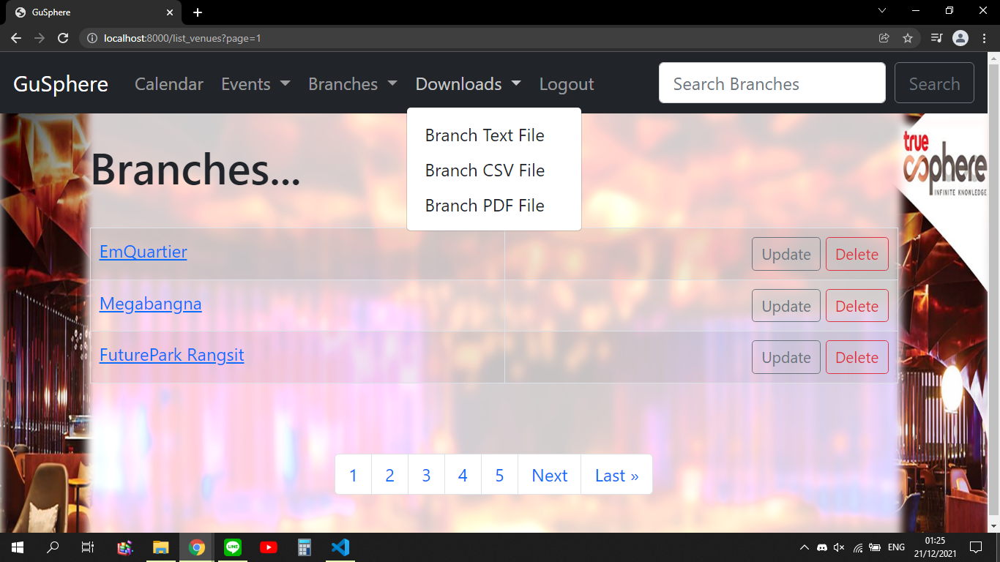 GuSphere
localhost:8000/list_venues?page=1
GuSphere Calendar Events Branches Downloads Logout Search Branches Search
Branch Text File
Branch CSV File
Branch PDF File
true
sphere
INFINITE KNOWLEDGE
Branches...
EmQuartier Update Delete
Megabangna Update Delete
FuturePark Rangsit Update Delete
1 2 3 4 5 Next Last »
LINE
ENG
01:25
21/12/2021